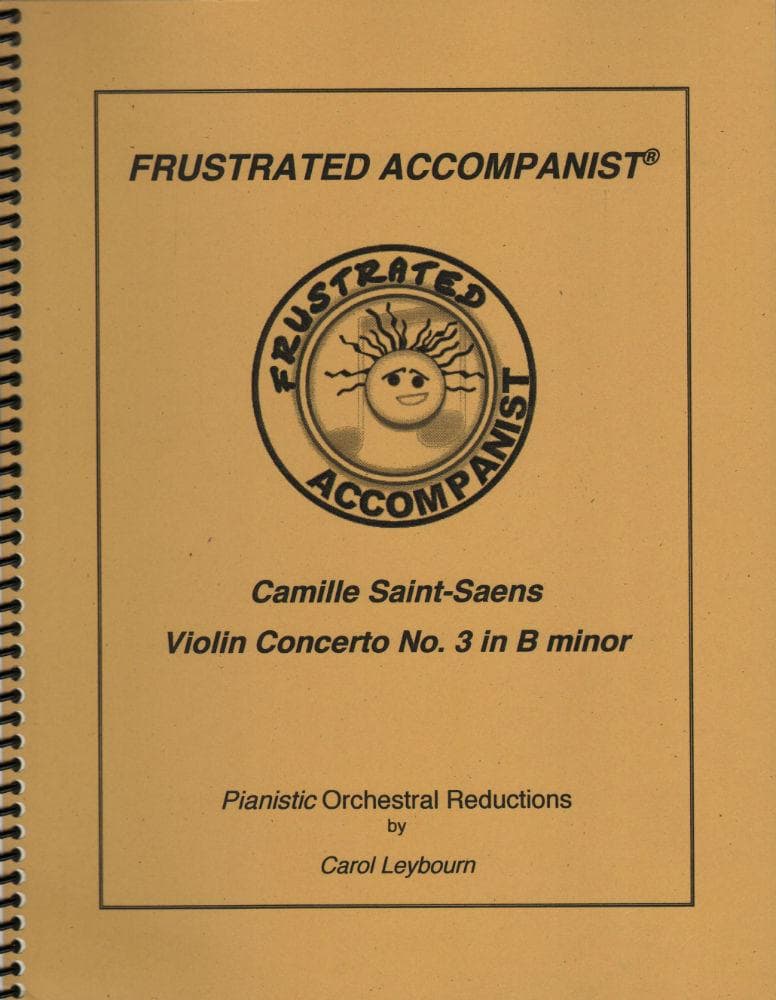 FRUSTRATED ACCOMPANIST®
FRUSTRATED
ACCOMPANIST
Camille Saint-Saens
Violin Concerto No. 3 in B minor
Pianistic Orchestral Reductions
by
Carol Leybourn